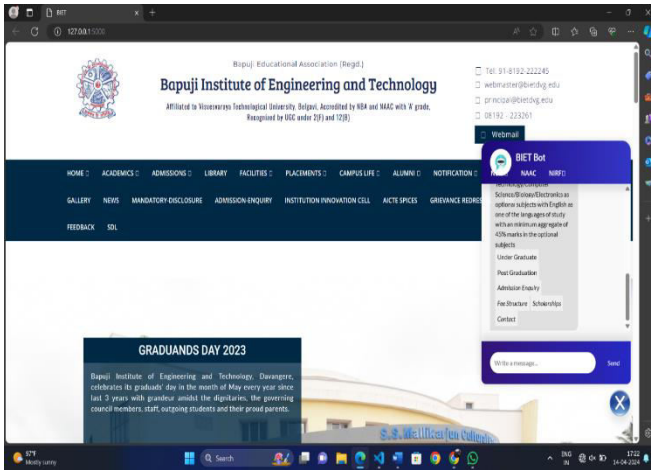 BIET
127.0.0.1:5000
Bapuji Educational Association (Regd.)
Bapuji Institute of Engineering and Technology
Affiliated to Visvesvaraya Technological University, Belgavi, Accredited by NBA and NAAC with 'A' grade,
Recognised by UGC under 2(F) and 12(B)
Tel: 91-8192-222245
webmaster@bietdvg.edu
principal@bietdvg.edu
08192 - 223261
Webmail
HOME ACADEMICS ADMISSIONS LIBRARY FACILITIES PLACEMENTS CAMPUS LIFE ALUMNI NOTIFICATION NAAC NIRF
GALLERY NEWS MANDATORY-DISCLOSURE ADMISSION-ENQUIRY INSTITUTION INNOVATION CELL AICTE SPICES GRIEVANCE REDRES
FEEDBACK SDL
BIET Bot
Technology/Computer
Science/Biology/Electronics as
optional subjects with English as
one of the languages of study
with an minimum aggregate of
45% marks in the optional
subjects
Under Graduate
Post Graduation
Admission Enquiry
Fee Structure Scholarships
Contact
Write a message...
Send
GRADUANDS DAY 2023
Bapuji Institute of Engineering and Technology, Davangere,
celebrates its graduads' day in the month of May every year since
last 3 years with grandeur amidst the dignitaries, the governing
council members, staff, outgoing students and their proud parents.
S.S.Mallikarjun Cultural
97°F
Mostly sunny
Search
ENG
IN
17:22
14-04-2024